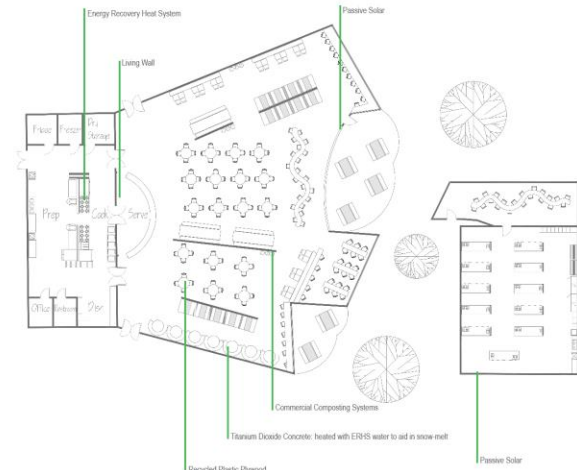 Energy Recovery Heat System
Passive Solar
Living Wall
Freezer
Dry
Storage
Prep
Cook
Serve
Office
Commercial Composting Systems
Titanium Dioxide Concrete: heated with ERHS water to aid in snow-melt
Passive Solar
Recycled Plastic Plywood